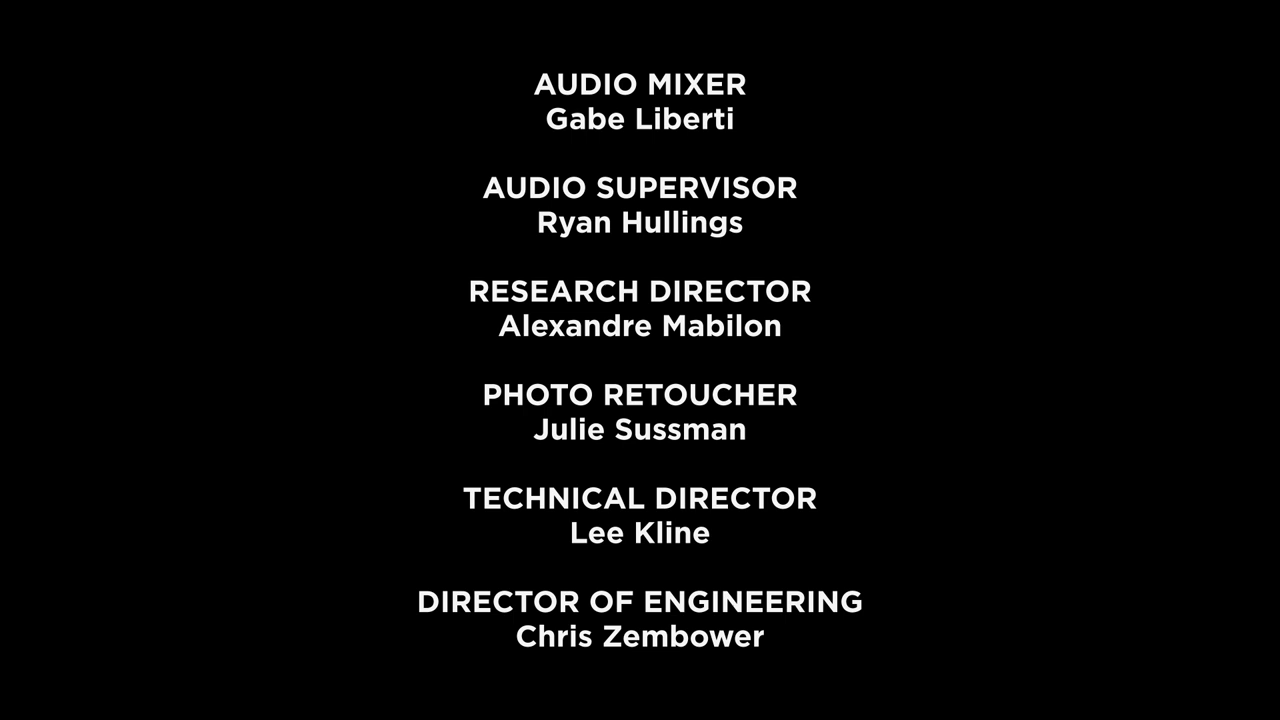 AUDIO MIXER
Gabe Liberti
AUDIO SUPERVISOR
Ryan Hullings
RESEARCH DIRECTOR
Alexandre Mabilon
PHOTO RETOUCHER
Julie Sussman
TECHNICAL DIRECTOR
Lee Kline
DIRECTOR OF ENGINEERING
Chris Zembower